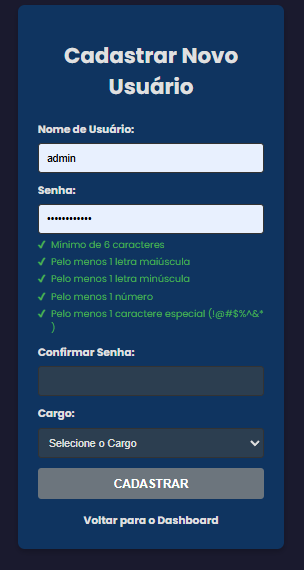 Cadastrar Novo
Usuário
Nome de Usuário:
admin
Senha:
••••••••••••
✔ Mínimo de 6 caracteres
✔ Pelo menos 1 letra maiúscula
✔ Pelo menos 1 letra minúscula
✔ Pelo menos 1 número
✔ Pelo menos 1 caractere especial (!@#$%^&*
)
Confirmar Senha:
Cargo:
Selecione o Cargo
CADASTRAR
Voltar para o Dashboard